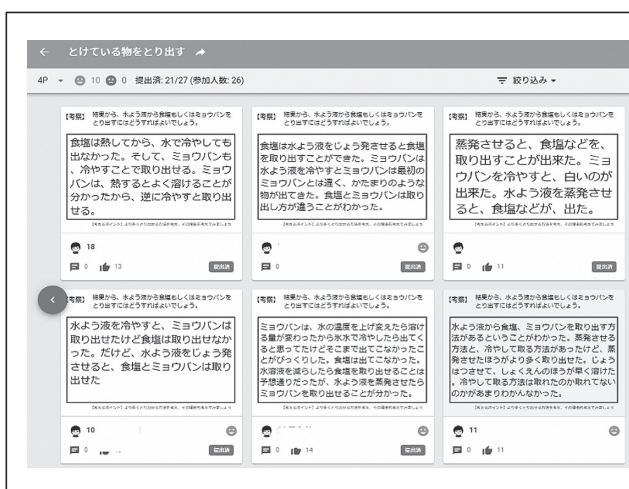 ← とけている物をとり出す
4P 10 0 提出済: 21/27 (参加人数: 26) 絞り込み
【考察】 結果から、水よう液から食塩もしくはミョウバンを
とり出すにはどうすればよいでしょう。
食塩は熱してから、水で冷やしても
出なかった。そして、ミョウバンも
、冷やすことで取り出せる。ミョウ
バンは、熱するとよく溶けることが
分かったから、逆に冷やすと取り出
せる。
18
0 13 提出済
【考察】 結果から、水よう液から食塩もしくはミョウバンを
とり出すにはどうすればよいでしょう。
食塩は水よう液をじょう発させると食塩
を取り出すことができた。ミョウバンは
水よう液を冷やすとミョウバンは最初の
ミョウバンとは違く、かたまりのような
物が出てきた。食塩とミョウバンは取り
出し方が違うことがわかった。
0 提出済
【考察】 結果から、水よう液から食塩もしくはミョウバンを
とり出すにはどうすればよいでしょう。
蒸発させると、食塩などを、
取り出すことが出来た。ミョ
ウバンを冷やすと、白いのが
出来た。水よう液を蒸発させ
ると、食塩などが、出た。
0 11 提出済
【考察】 結果から、水よう液から食塩もしくはミョウバンを
とり出すにはどうすればよいでしょう。
水よう液を冷やすと、ミョウバンは
取り出せたけど食塩は取り出せなか
った。だけど、水よう液をじょう発
させると、食塩とミョウバンは取り
出せた
10
0 提出済
【考察】 結果から、水よう液から食塩もしくはミョウバンを
とり出すにはどうすればよいでしょう。
ミョウバンは、水の温度を上げ変えたら溶け
る量が変わったから水水で冷やしたら出てく
ると思ってたけどそこまで出てこなかったこ
とがびっくりした。食塩は出てこなかった。
水溶液を減らしたら食塩を取り出せることは
予想通りだったが、水よう液を蒸発させたら
ミョウバンを取り出せることが分かった。
0 14 提出済
【考察】 結果から、水よう液から食塩もしくはミョウバンを
とり出すにはどうすればよいでしょう。
水よう液から食塩、ミョウバンを取り出す方
法があるということがわかった。蒸発させる
方法と、冷やして取る方法があったけど、蒸
発させたほうがより多く取り出せた。じょう
はつさせて、しょくえんのほうが早く溶けた
。冷やして取る方法は取れたのか取れてない
のかがあまりわかんなかった。
11
0 11